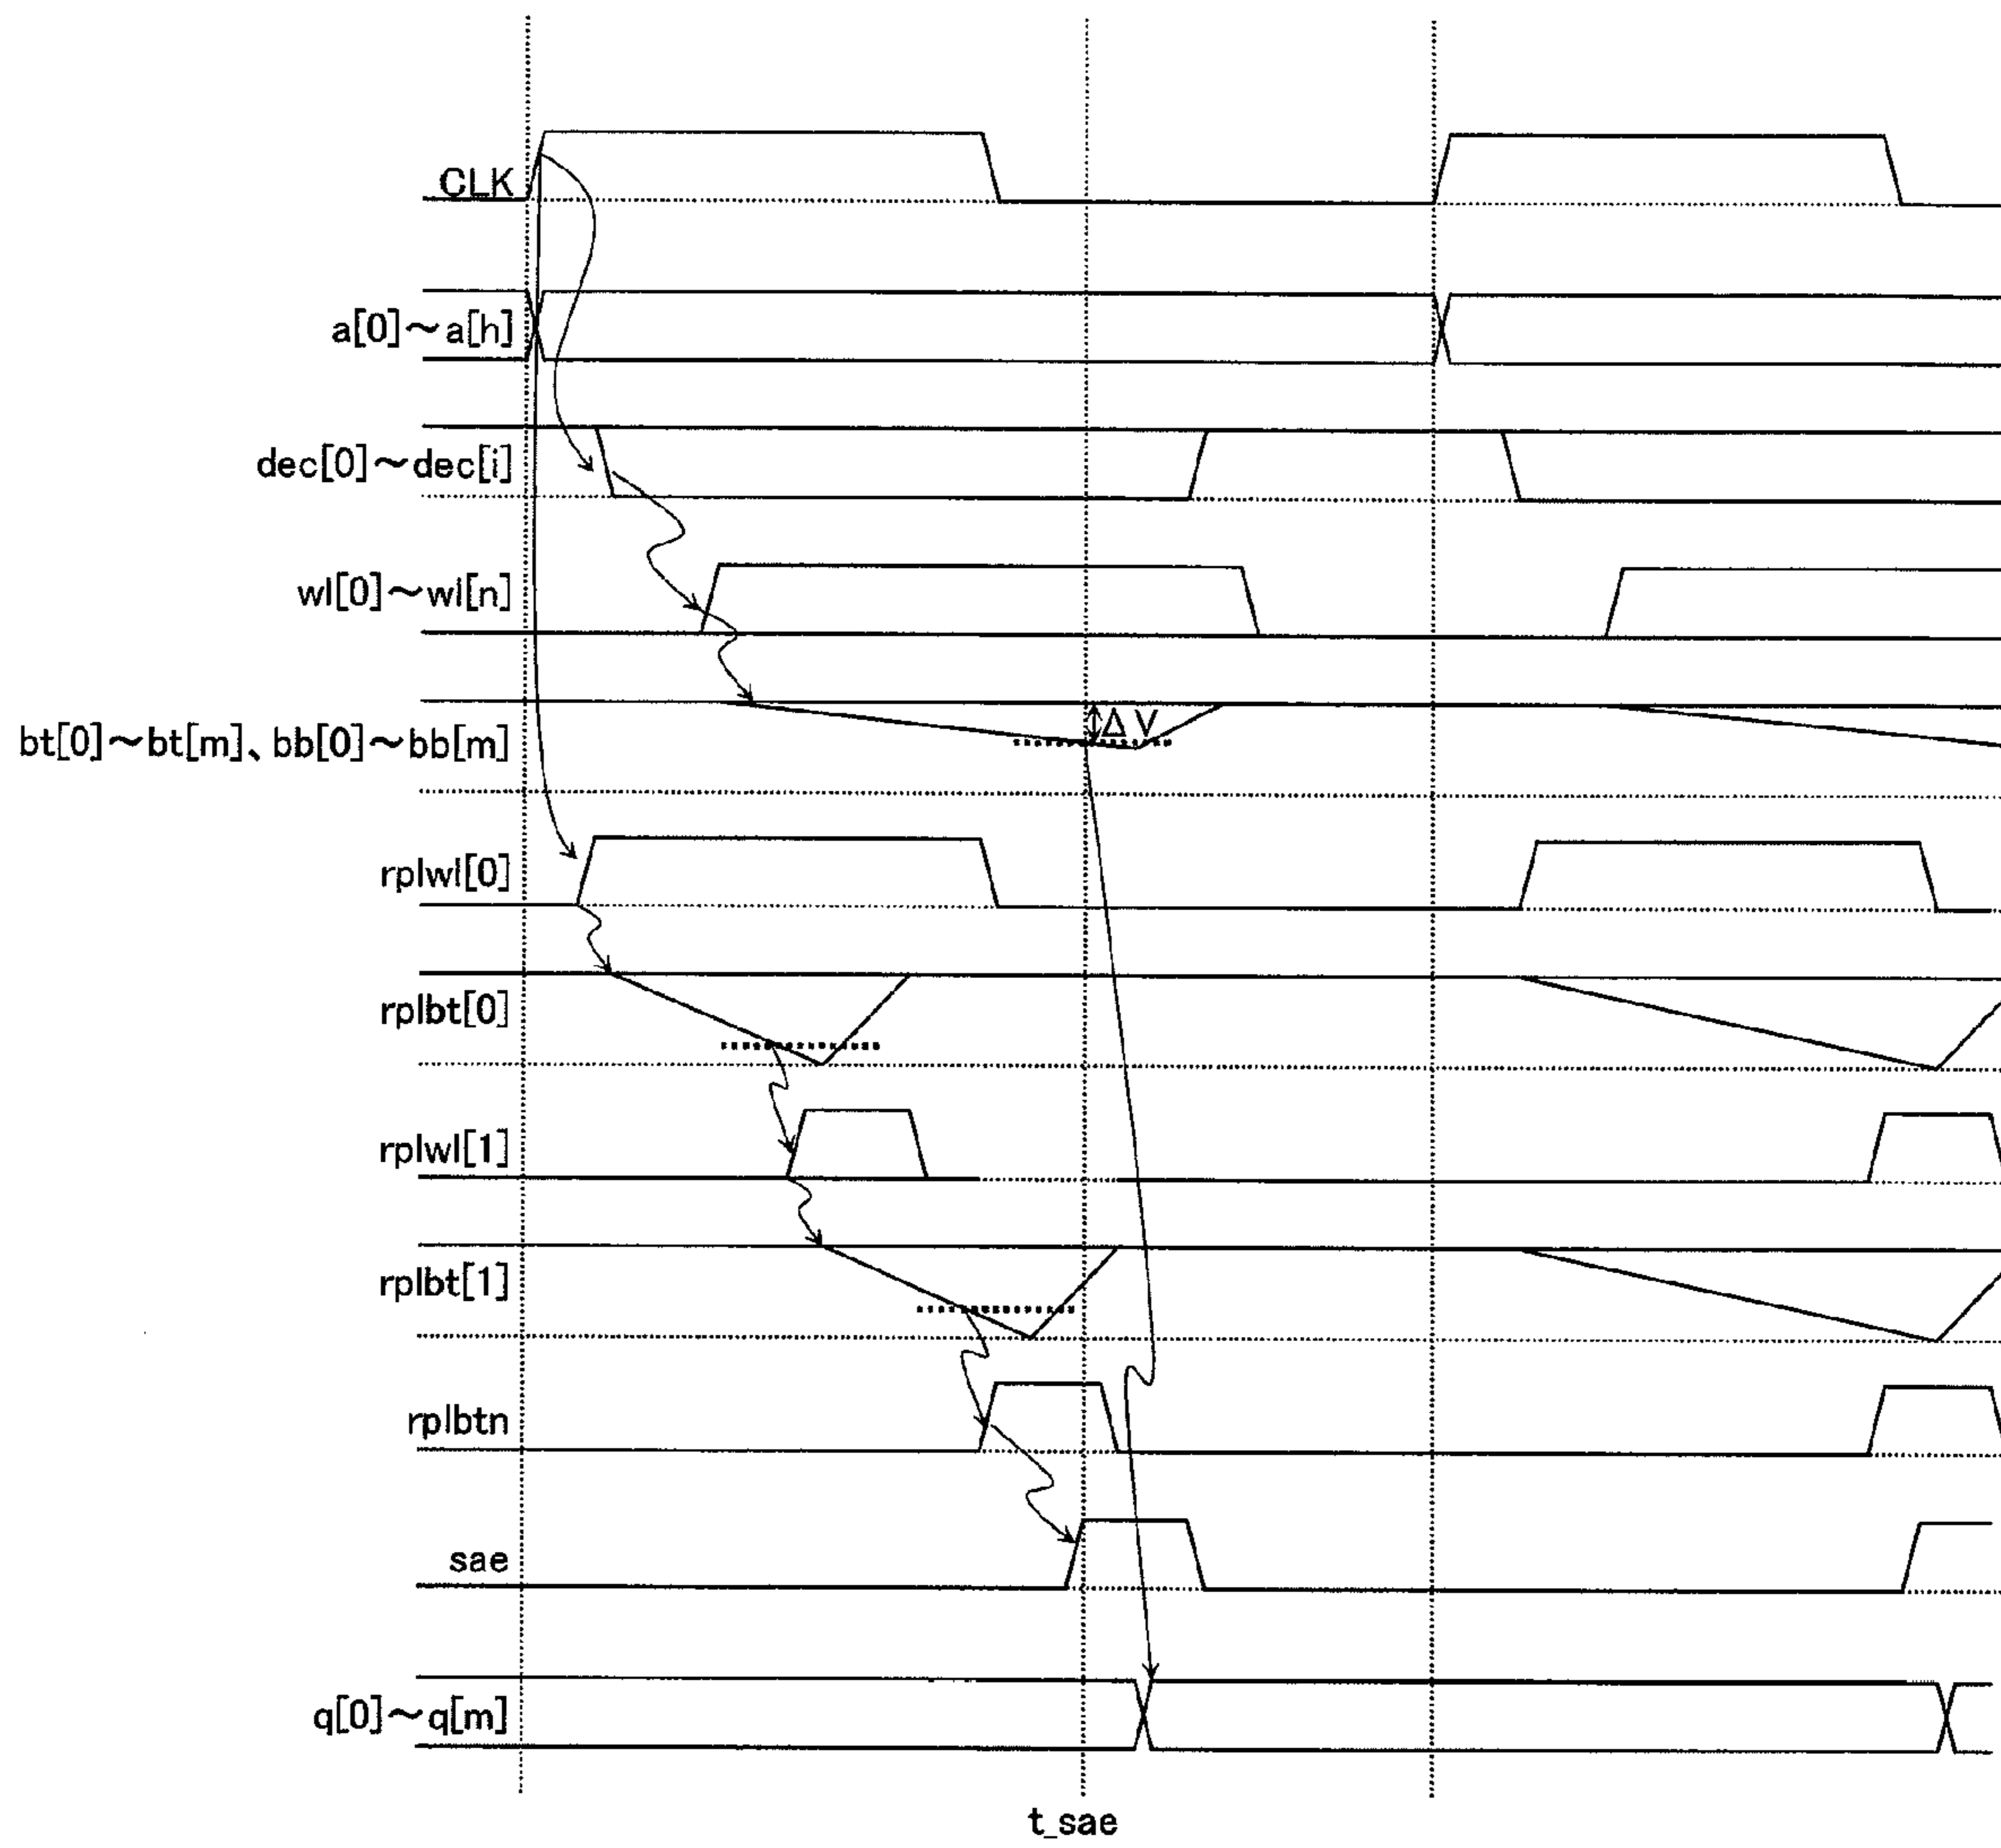 CLK
a[0]～a[h]
dec[0]～dec[i]
wl[0]～wl[n]
ΔV
bt[0]～bt[m]、bb[0]～bb[m]
rplwl[0]
rplbt[0]
rplwl[1]
rplbt[1]
rplbtn
sae
q[0]～q[m]
t_sae